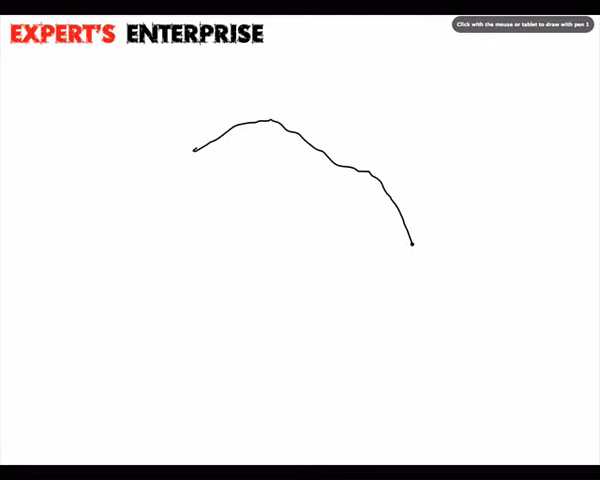 EXPERT'S ENTERPRISE
Click with the mouse or tablet to draw with pen 1